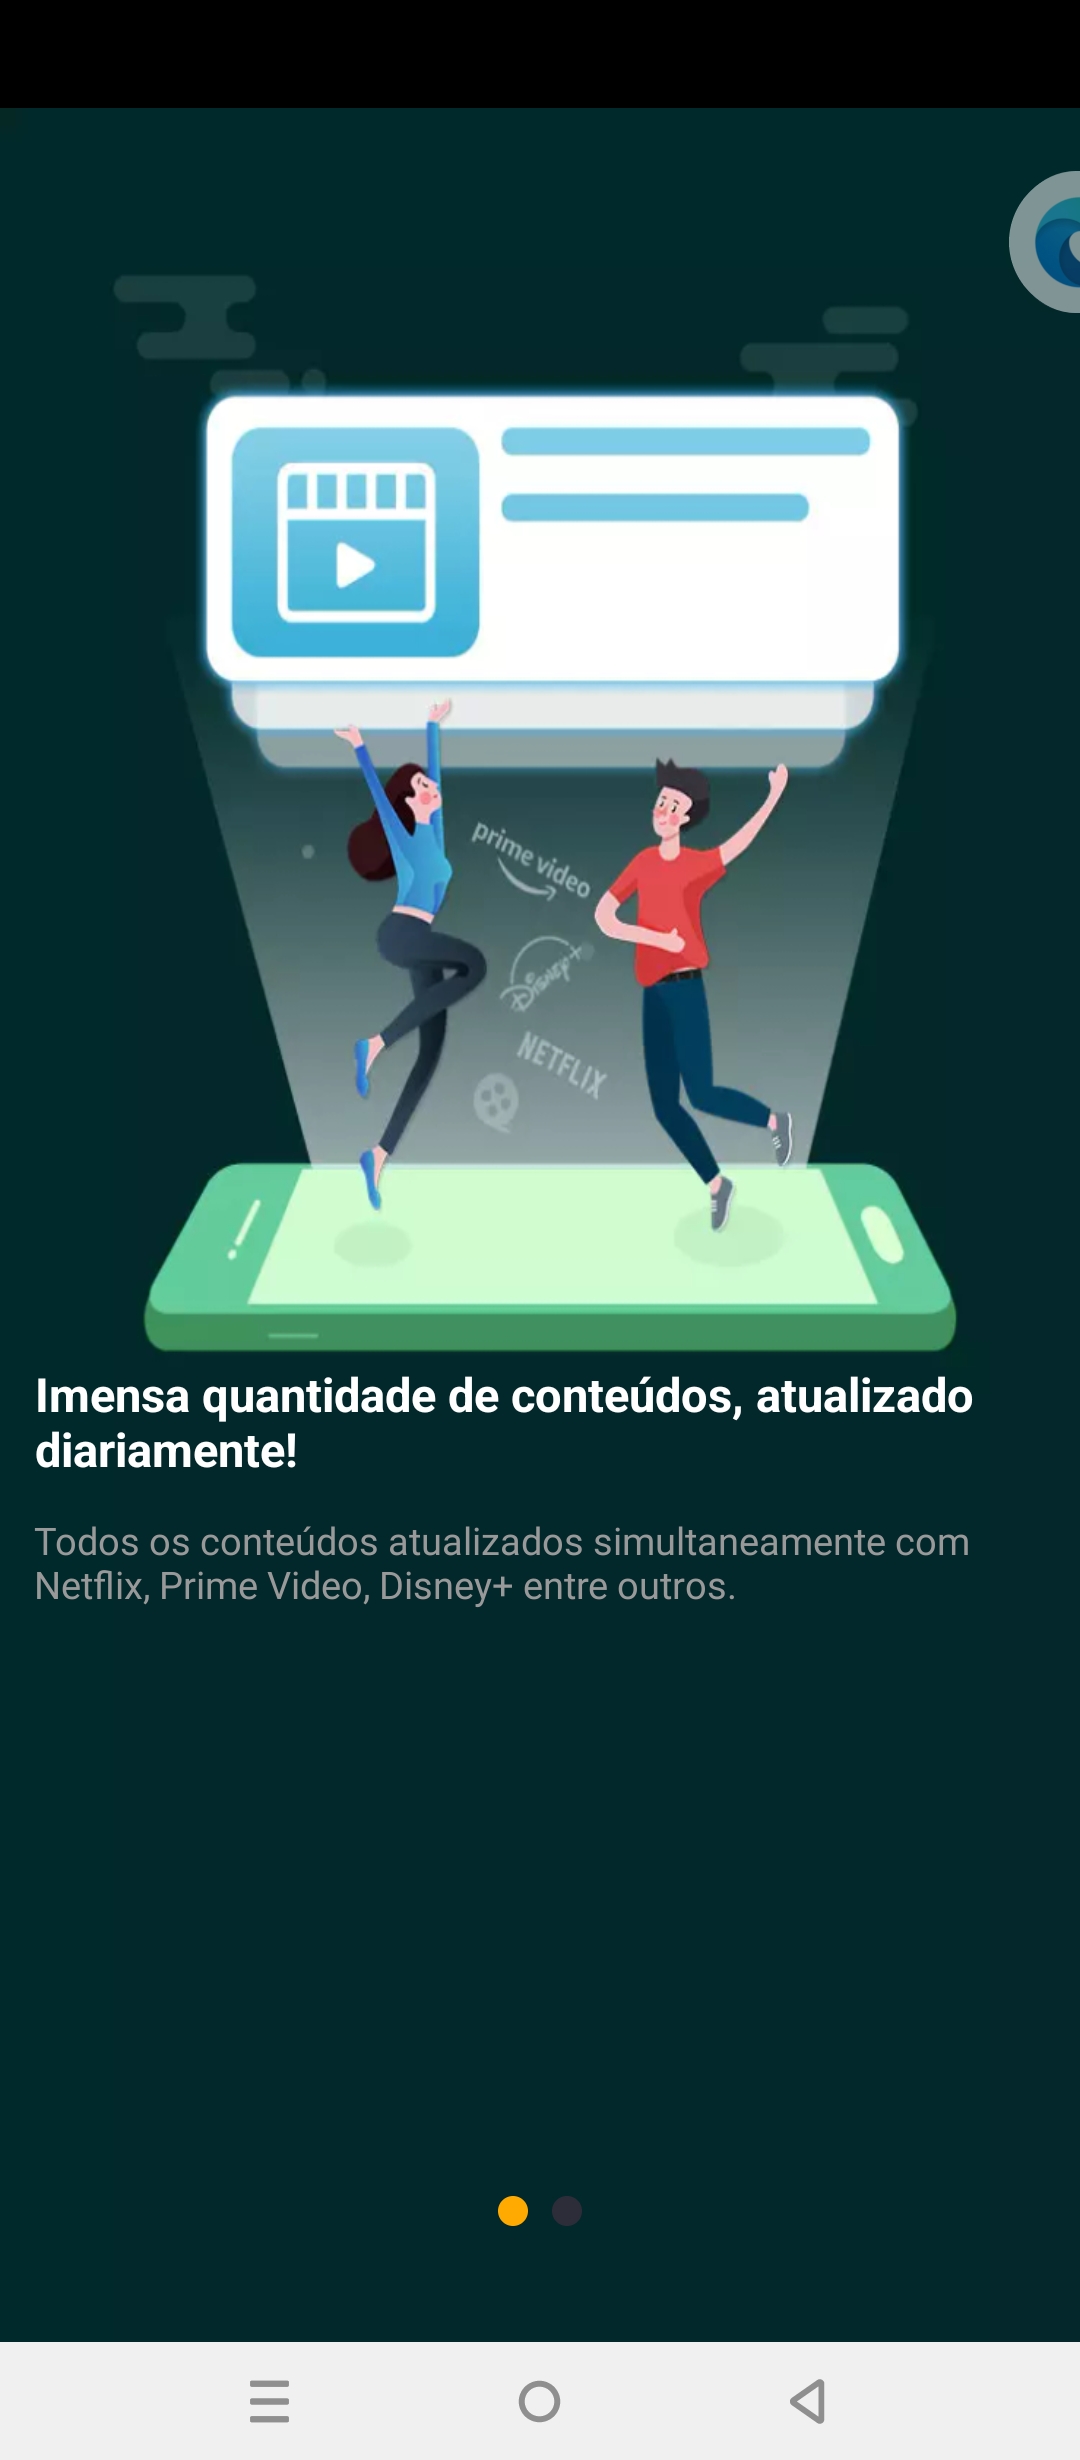 prime video
Disney+
NETFLIX
Imensa quantidade de conteúdos, atualizado
diariamente!
Todos os conteúdos atualizados simultaneamente com
Netflix, Prime Video, Disney+ entre outros.